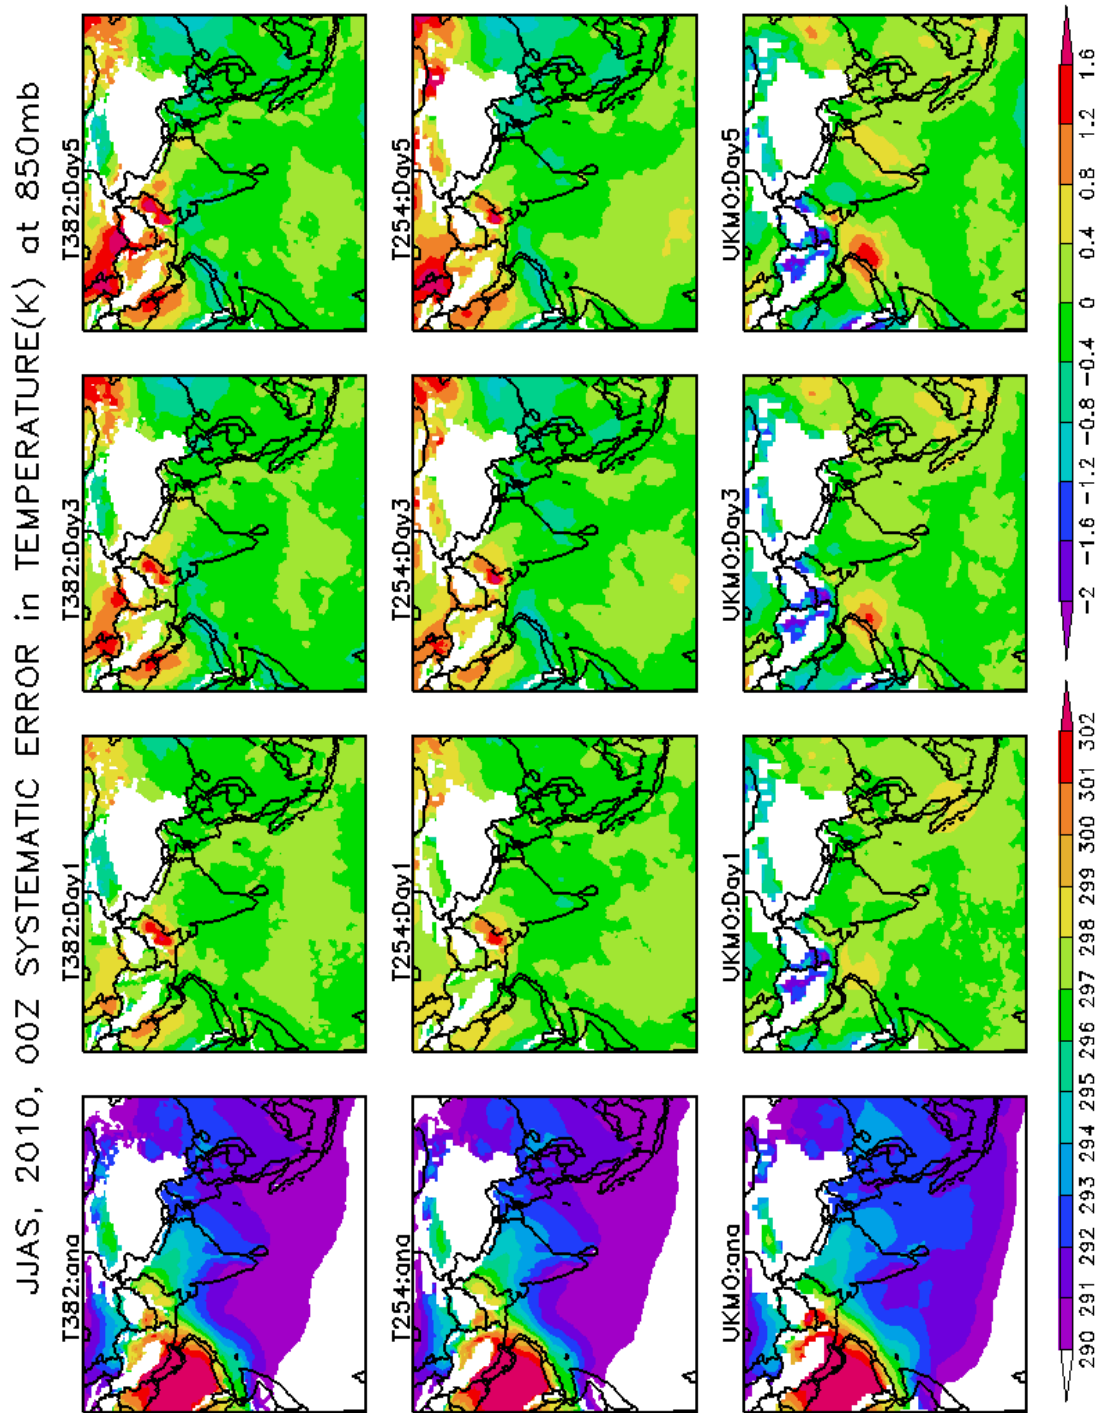 JJAS, 2010, 00Z SYSTEMATIC ERROR in TEMPERATURE(K) at 850mb
T382:ana
T382:Day1
T382:Day3
T382:Day5
T254:ana
T254:Day1
T254:Day3
T254:Day5
UKMO:ana
UKMO:Day1
UKMO:Day3
UKMO:Day5
290 291 292 293 294 295 296 297 298 299 300 301 302
-2 -1.6 -1.2 -0.8 -0.4 0 0.4 0.8 1.2 1.6